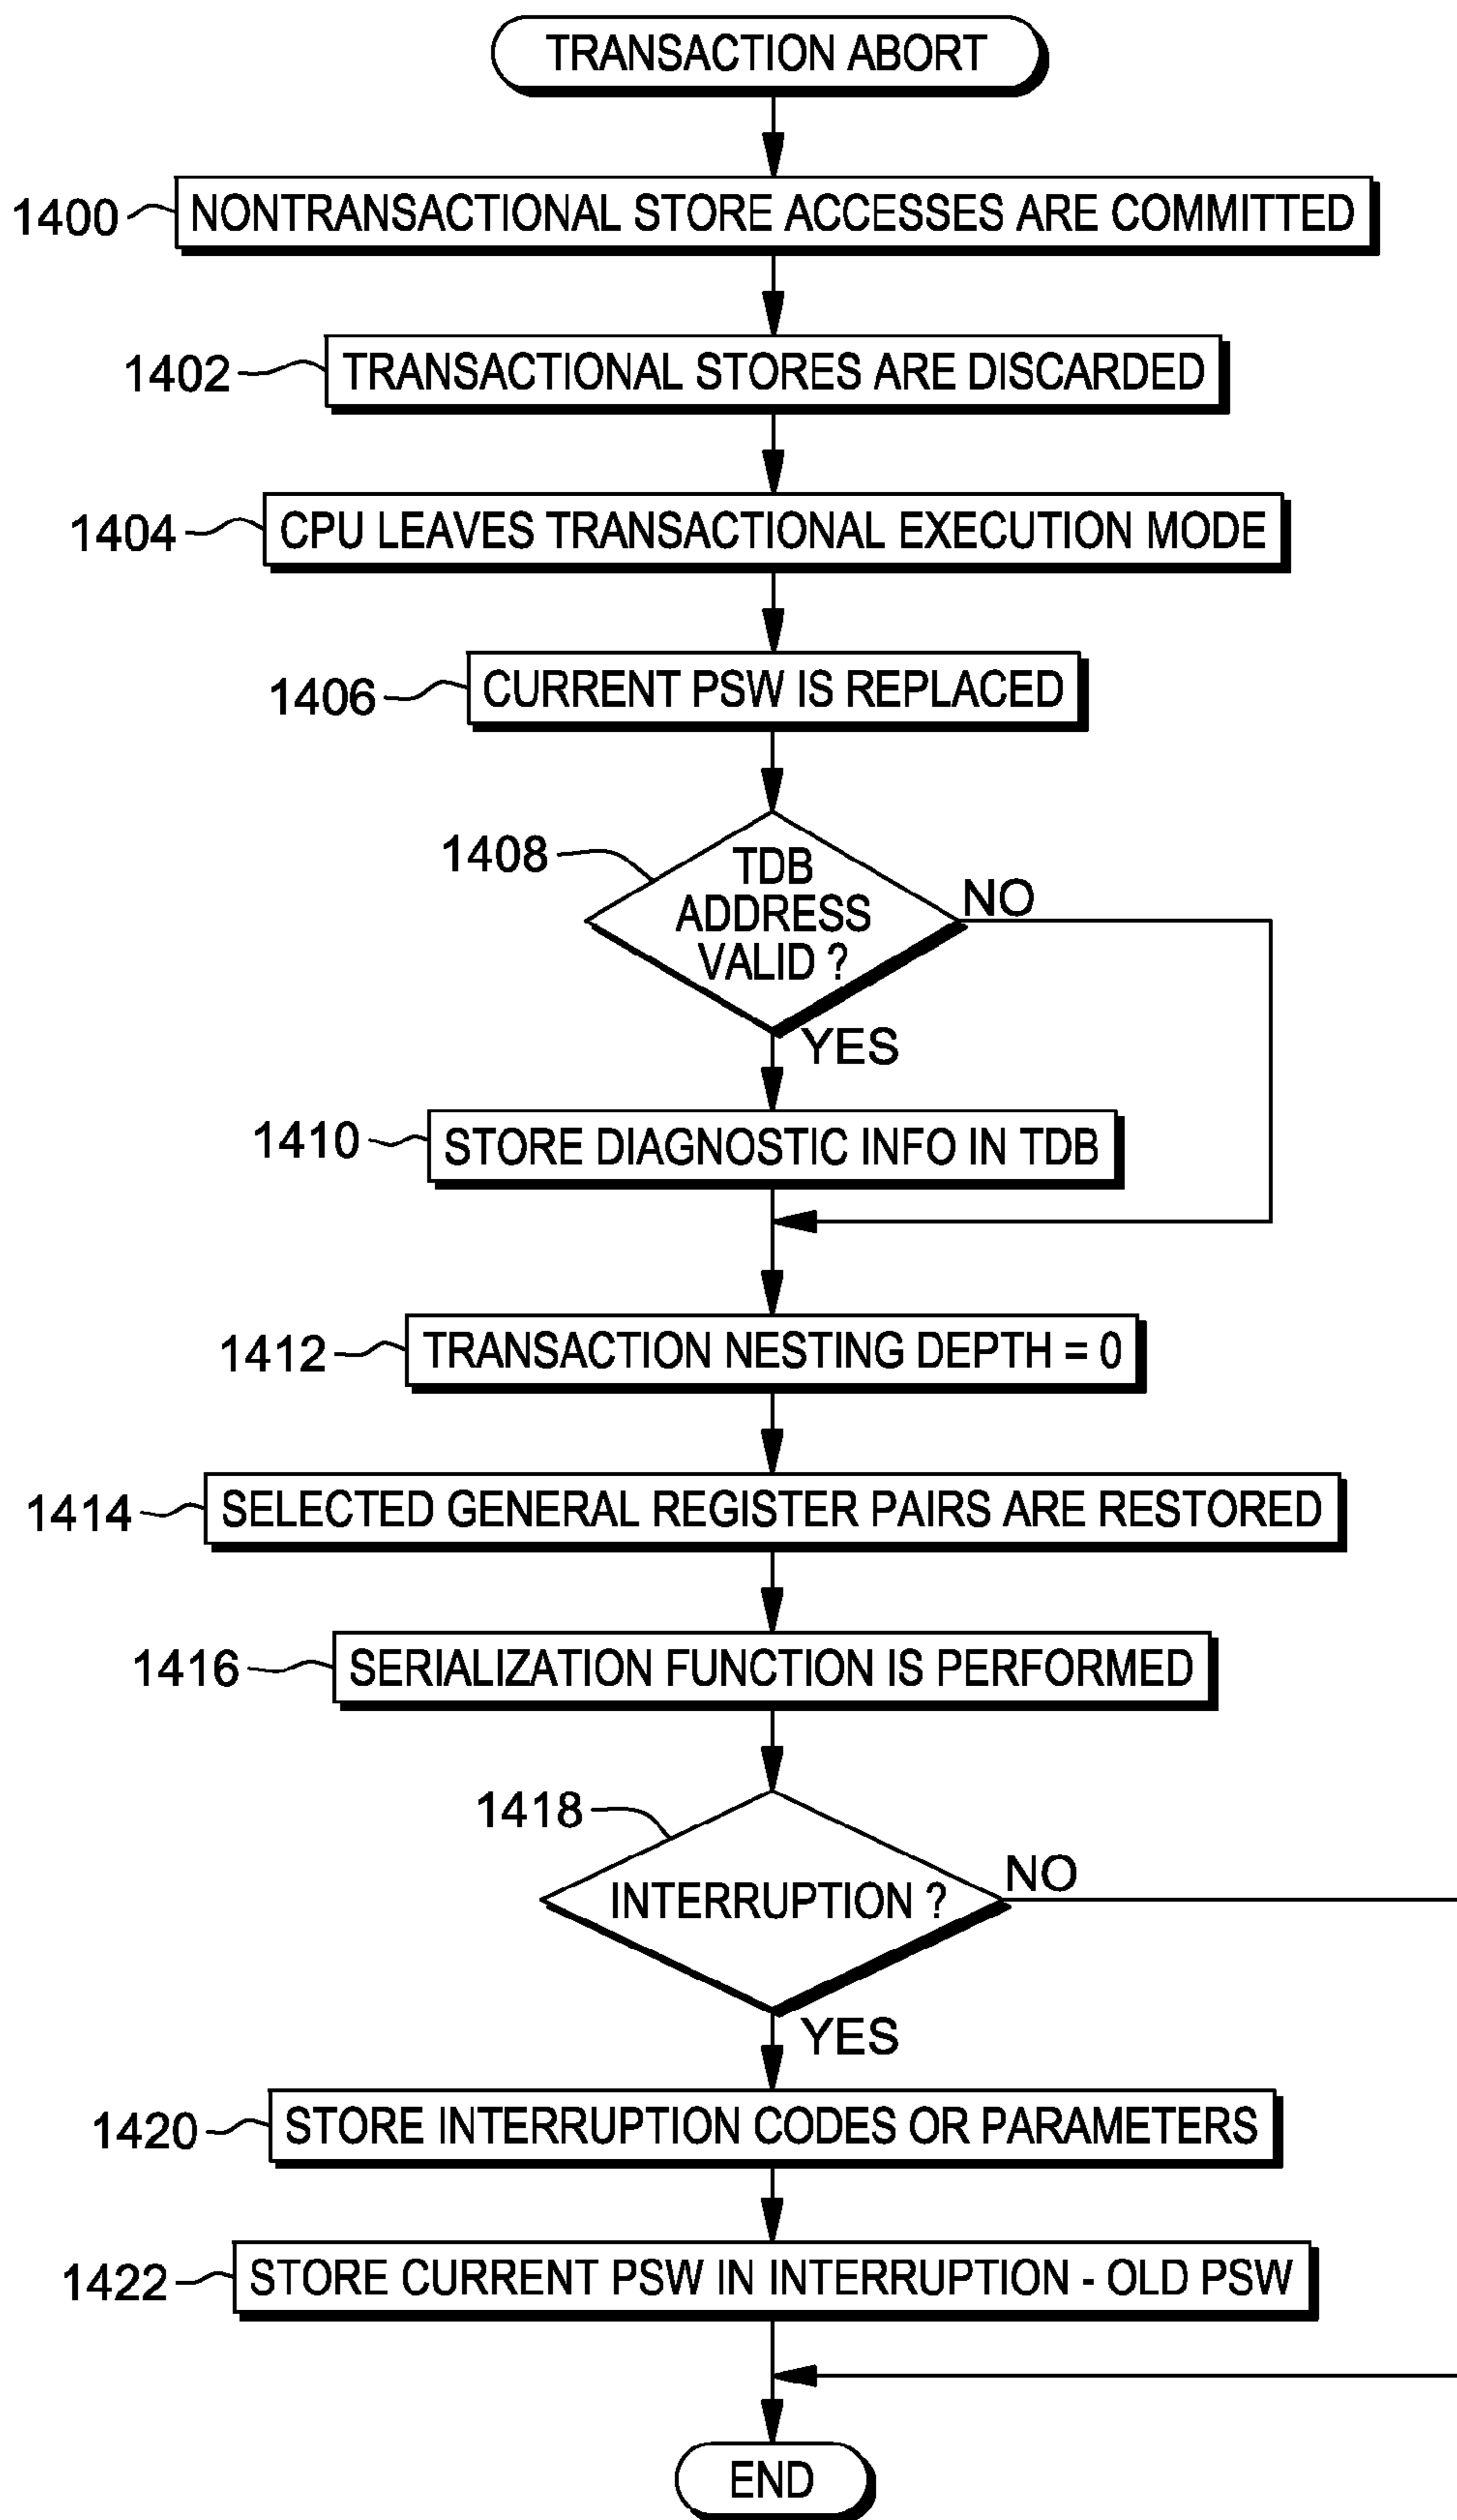 TRANSACTION ABORT
1400
NONTRANSACTIONAL STORE ACCESSES ARE COMMITTED
1402
TRANSACTIONAL STORES ARE DISCARDED
1404
CPU LEAVES TRANSACTIONAL EXECUTION MODE
1406
CURRENT PSW IS REPLACED
1408
TDB
ADDRESS
VALID ?
NO
YES
1410
STORE DIAGNOSTIC INFO IN TDB
1412
TRANSACTION NESTING DEPTH = 0
1414
SELECTED GENERAL REGISTER PAIRS ARE RESTORED
1416
SERIALIZATION FUNCTION IS PERFORMED
1418
INTERRUPTION ?
NO
YES
1420
STORE INTERRUPTION CODES OR PARAMETERS
1422
STORE CURRENT PSW IN INTERRUPTION - OLD PSW
END